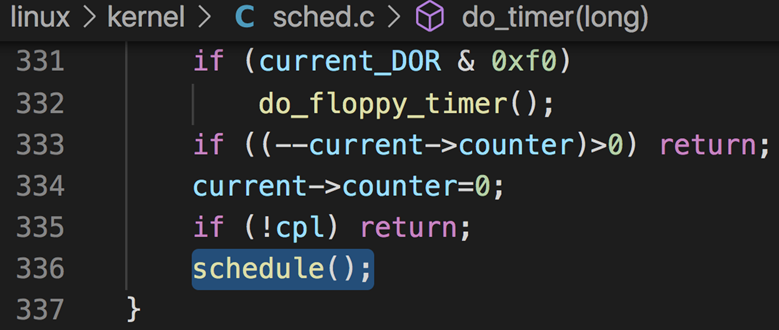 linux > kernel > C sched.c > do_timer(long)
331 if (current_DOR & 0xf0)
332 do_floppy_timer();
333 if ((--current->counter)>0) return;
334 current->counter=0;
335 if (!cpl) return;
336 schedule();
337 }